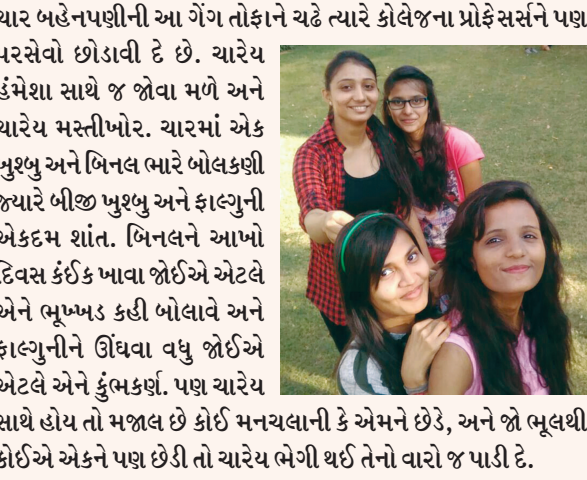 ચાર બહેનપણીની આ ગેંગ તોફાને ચઢે ત્યારે કોલેજના પ્રોફેસર્સને પણ
પરસેવો છોડાવી દે છે. ચારેય
હંમેશા સાથે જ જોવા મળે અને
ચારેય મસ્તીખોર. ચારમાં એક
ખુશ્બુ અને બિનલ ભારે બોલકણી
જ્યારે બીજી ખુશ્બુ અને ફાલ્ગુની
એકદમ શાંત. બિનલને આખો
દિવસ કંઈક ખાવા જોઈએ એટલે
એને ભૂખ્ખડ કહી બોલાવે અને
ફાલ્ગુનીને ઊંઘવા વધુ જોઈએ
એટલે એને કુંભકર્ણ. પણ ચારેય
સાથે હોય તો મજાલ છે કોઈ મનચલાની કે એમને છેડે, અને જો ભૂલથી
કોઈએ એકને પણ છેડી તો ચારેય ભેગી થઈ તેનો વારો જ પાડી દે.